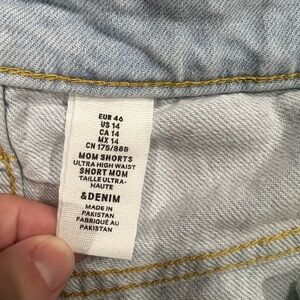 EUR 46
US 14
CA 14
MX 14
CN 175/88B
MOM SHORTS
ULTRA HIGH WAIST
SHORT MOM
TAILLE ULTRA-
HAUTE
&DENIM
MADE IN
PAKISTAN
FABRIQUÉ AU
PAKISTAN